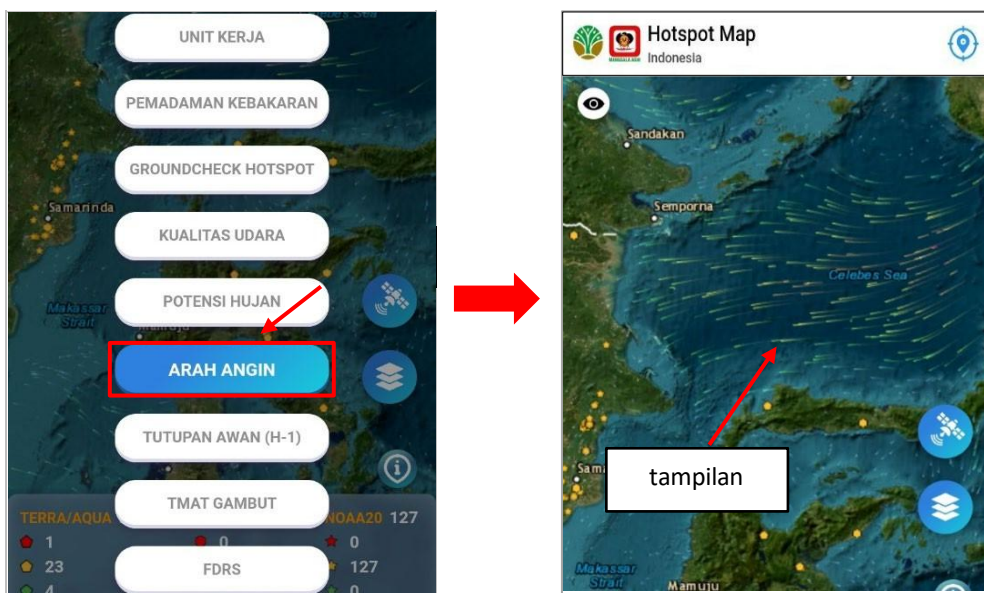 UNIT KERJA
PEMADAMAN KEBAKARAN
GROUNDCHECK HOTSPOT
Samarinda
KUALITAS UDARA
POTENSI HUJAN
Makassar
Strait
Mamuju
ARAH ANGIN
TUTUPAN AWAN (H-1)
TMAT GAMBUT
TERRA/AQUA
NOAA20 127
1
0
0
23
127
FDRS
4
0
Hotspot Map
Indonesia
MANGGALA AGNI
Sandakan
Semporna
Celebes Sea
Sam
tampilan
Makassar
Strait
Mamuju